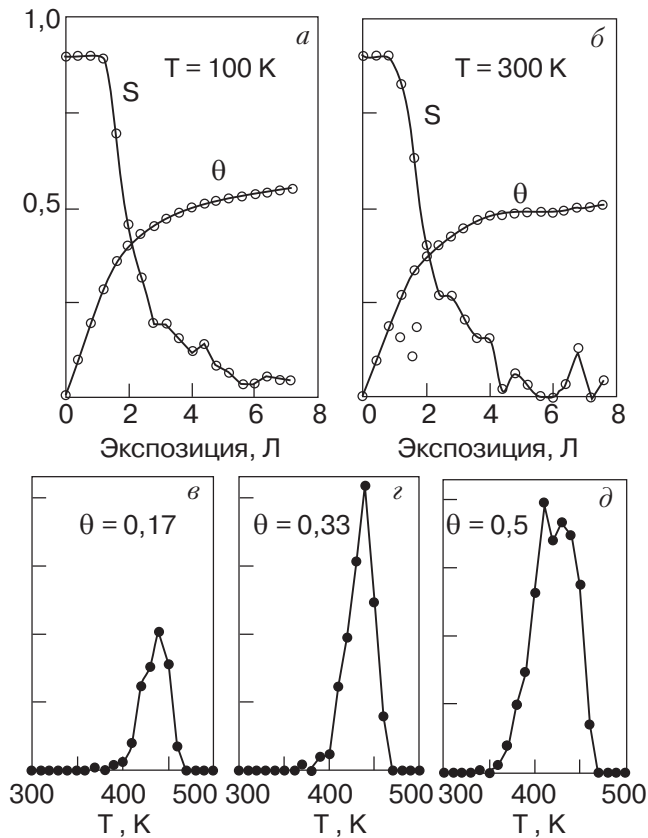 1,0
а
б
T = 100 K
T = 300 K
S
S
θ
θ
0,5
0 2 4 6 8
0 2 4 6 8
Экспозиция, Л
Экспозиция, Л
в
г
д
θ = 0,17
θ = 0,33
θ = 0,5
300 400 500
300 400 500
300 400 500
T , K
T , K
T , K